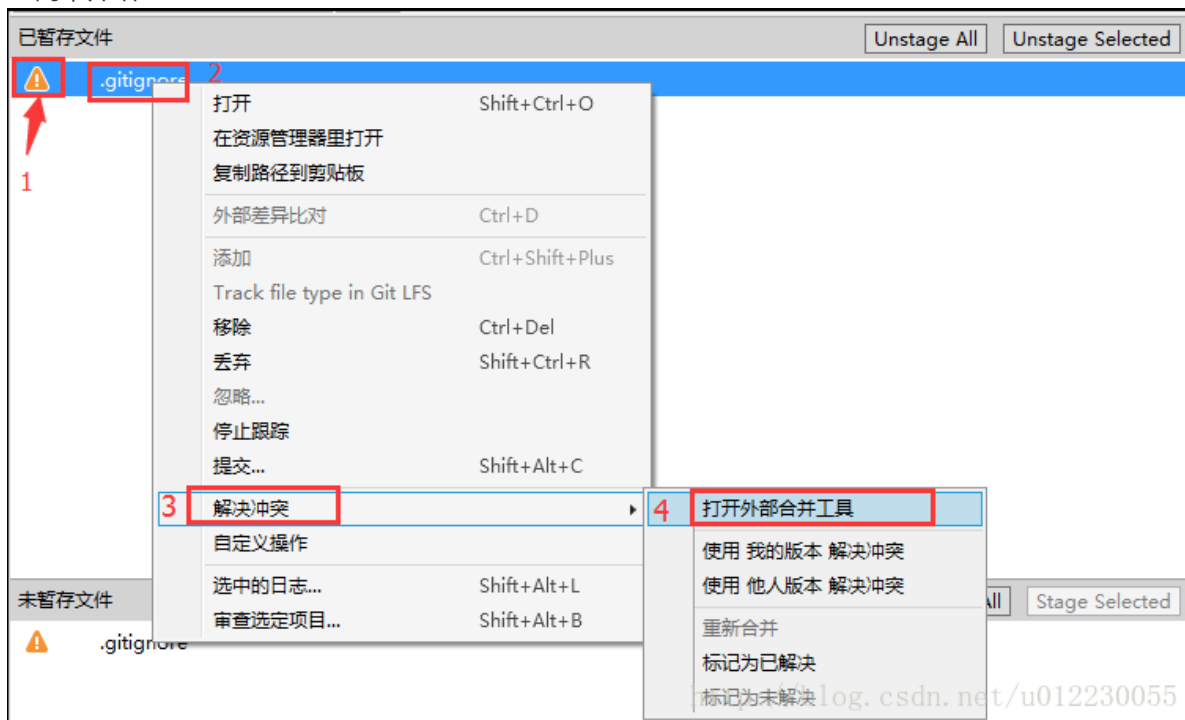 已暂存文件 Unstage All Unstage Selected
.gitignore 2
打开 Shift+Ctrl+O
在资源管理器里打开
复制路径到剪贴板
1
外部差异比对 Ctrl+D
添加 Ctrl+Shift+Plus
Track file type in Git LFS
移除 Ctrl+Del
丢弃 Shift+Ctrl+R
忽略...
停止跟踪
提交... Shift+Alt+C
3 解决冲突 4 打开外部合并工具
自定义操作
使用 我的版本 解决冲突
选中的日志... Shift+Alt+L
使用 他人版本 解决冲突
未暂存文件 All Stage Selected
审查选定项目... Shift+Alt+B
重新合并
.gitignore
标记为已解决
标记为未解决
http://blog.csdn.net/u012230055